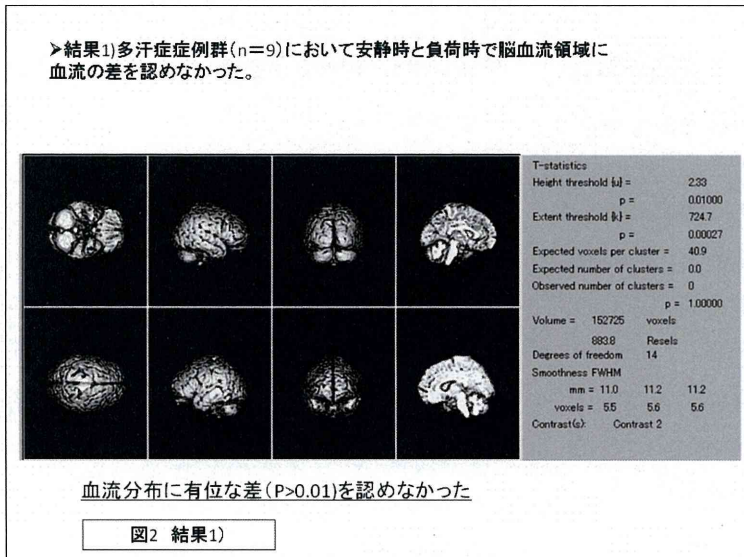 ➢結果1)多汗症症例群(n=9)において安静時と負荷時で脳血流領域に
血流の差を認めなかった。
T-statistics
Height threshold {u} = 2.33
p = 0.01000
Extent threshold {k} = 724.7
p = 0.00027
Expected voxels per cluster = 40.9
Expected number of clusters = 0.0
Observed number of clusters = 0
p = 1.00000
Volume = 152725 voxels
883.8 Resels
Degrees of freedom 14
Smoothness FWHM
mm = 11.0 11.2 11.2
voxels = 5.5 5.6 5.6
Contrast(s): Contrast 2
血流分布に有位な差(P>0.01)を認めなかった
図2 結果1)